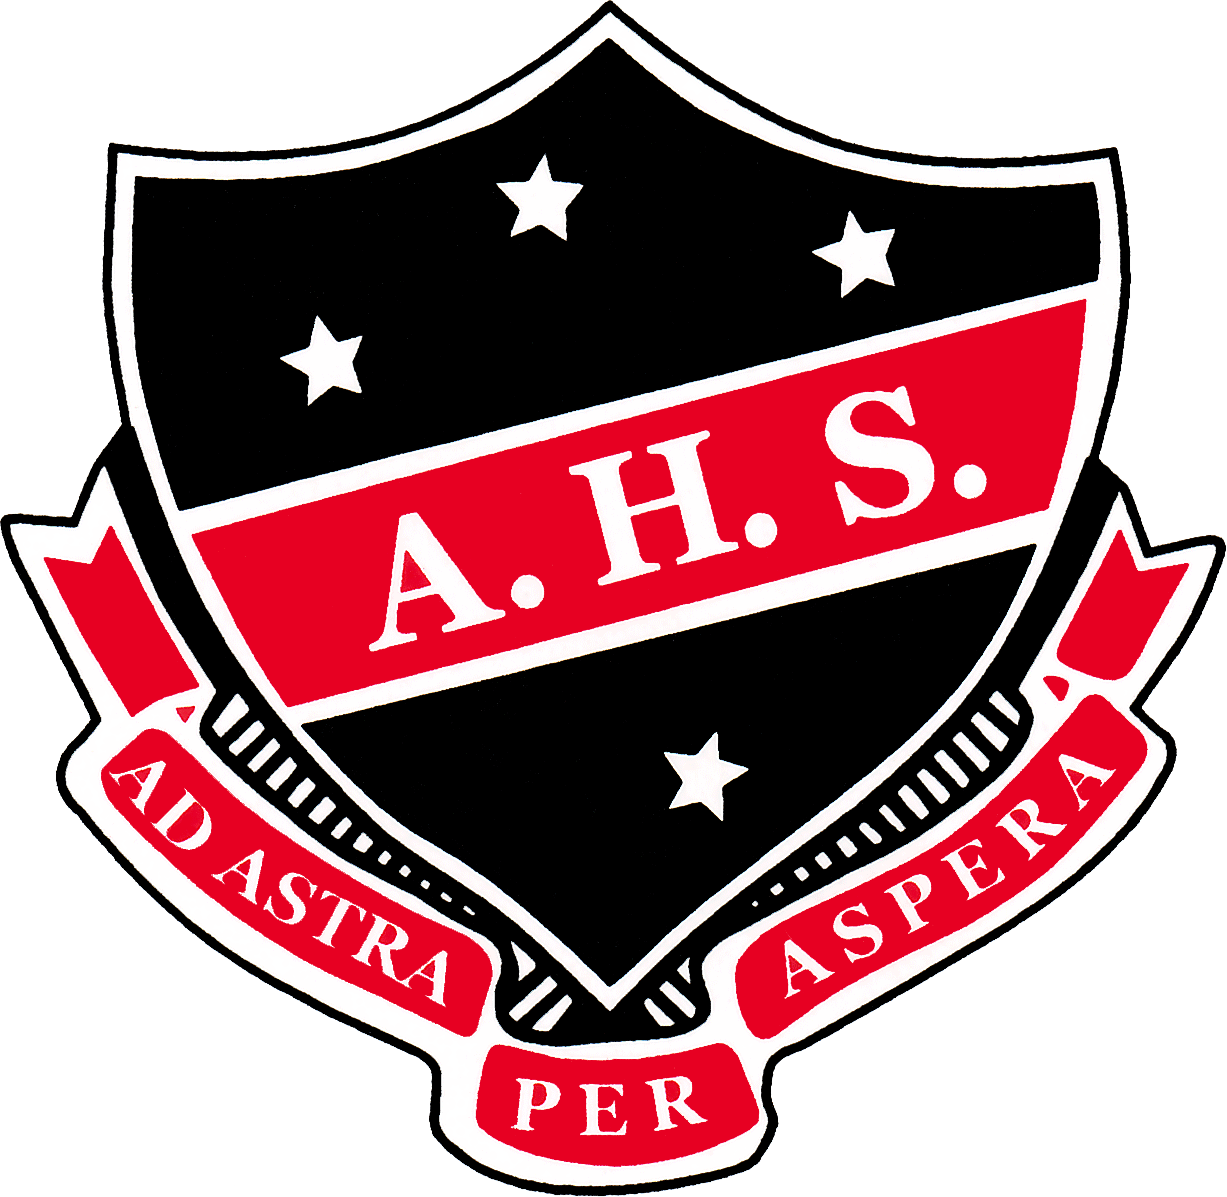 A. H. S.
AD ASTRA PER ASPERA